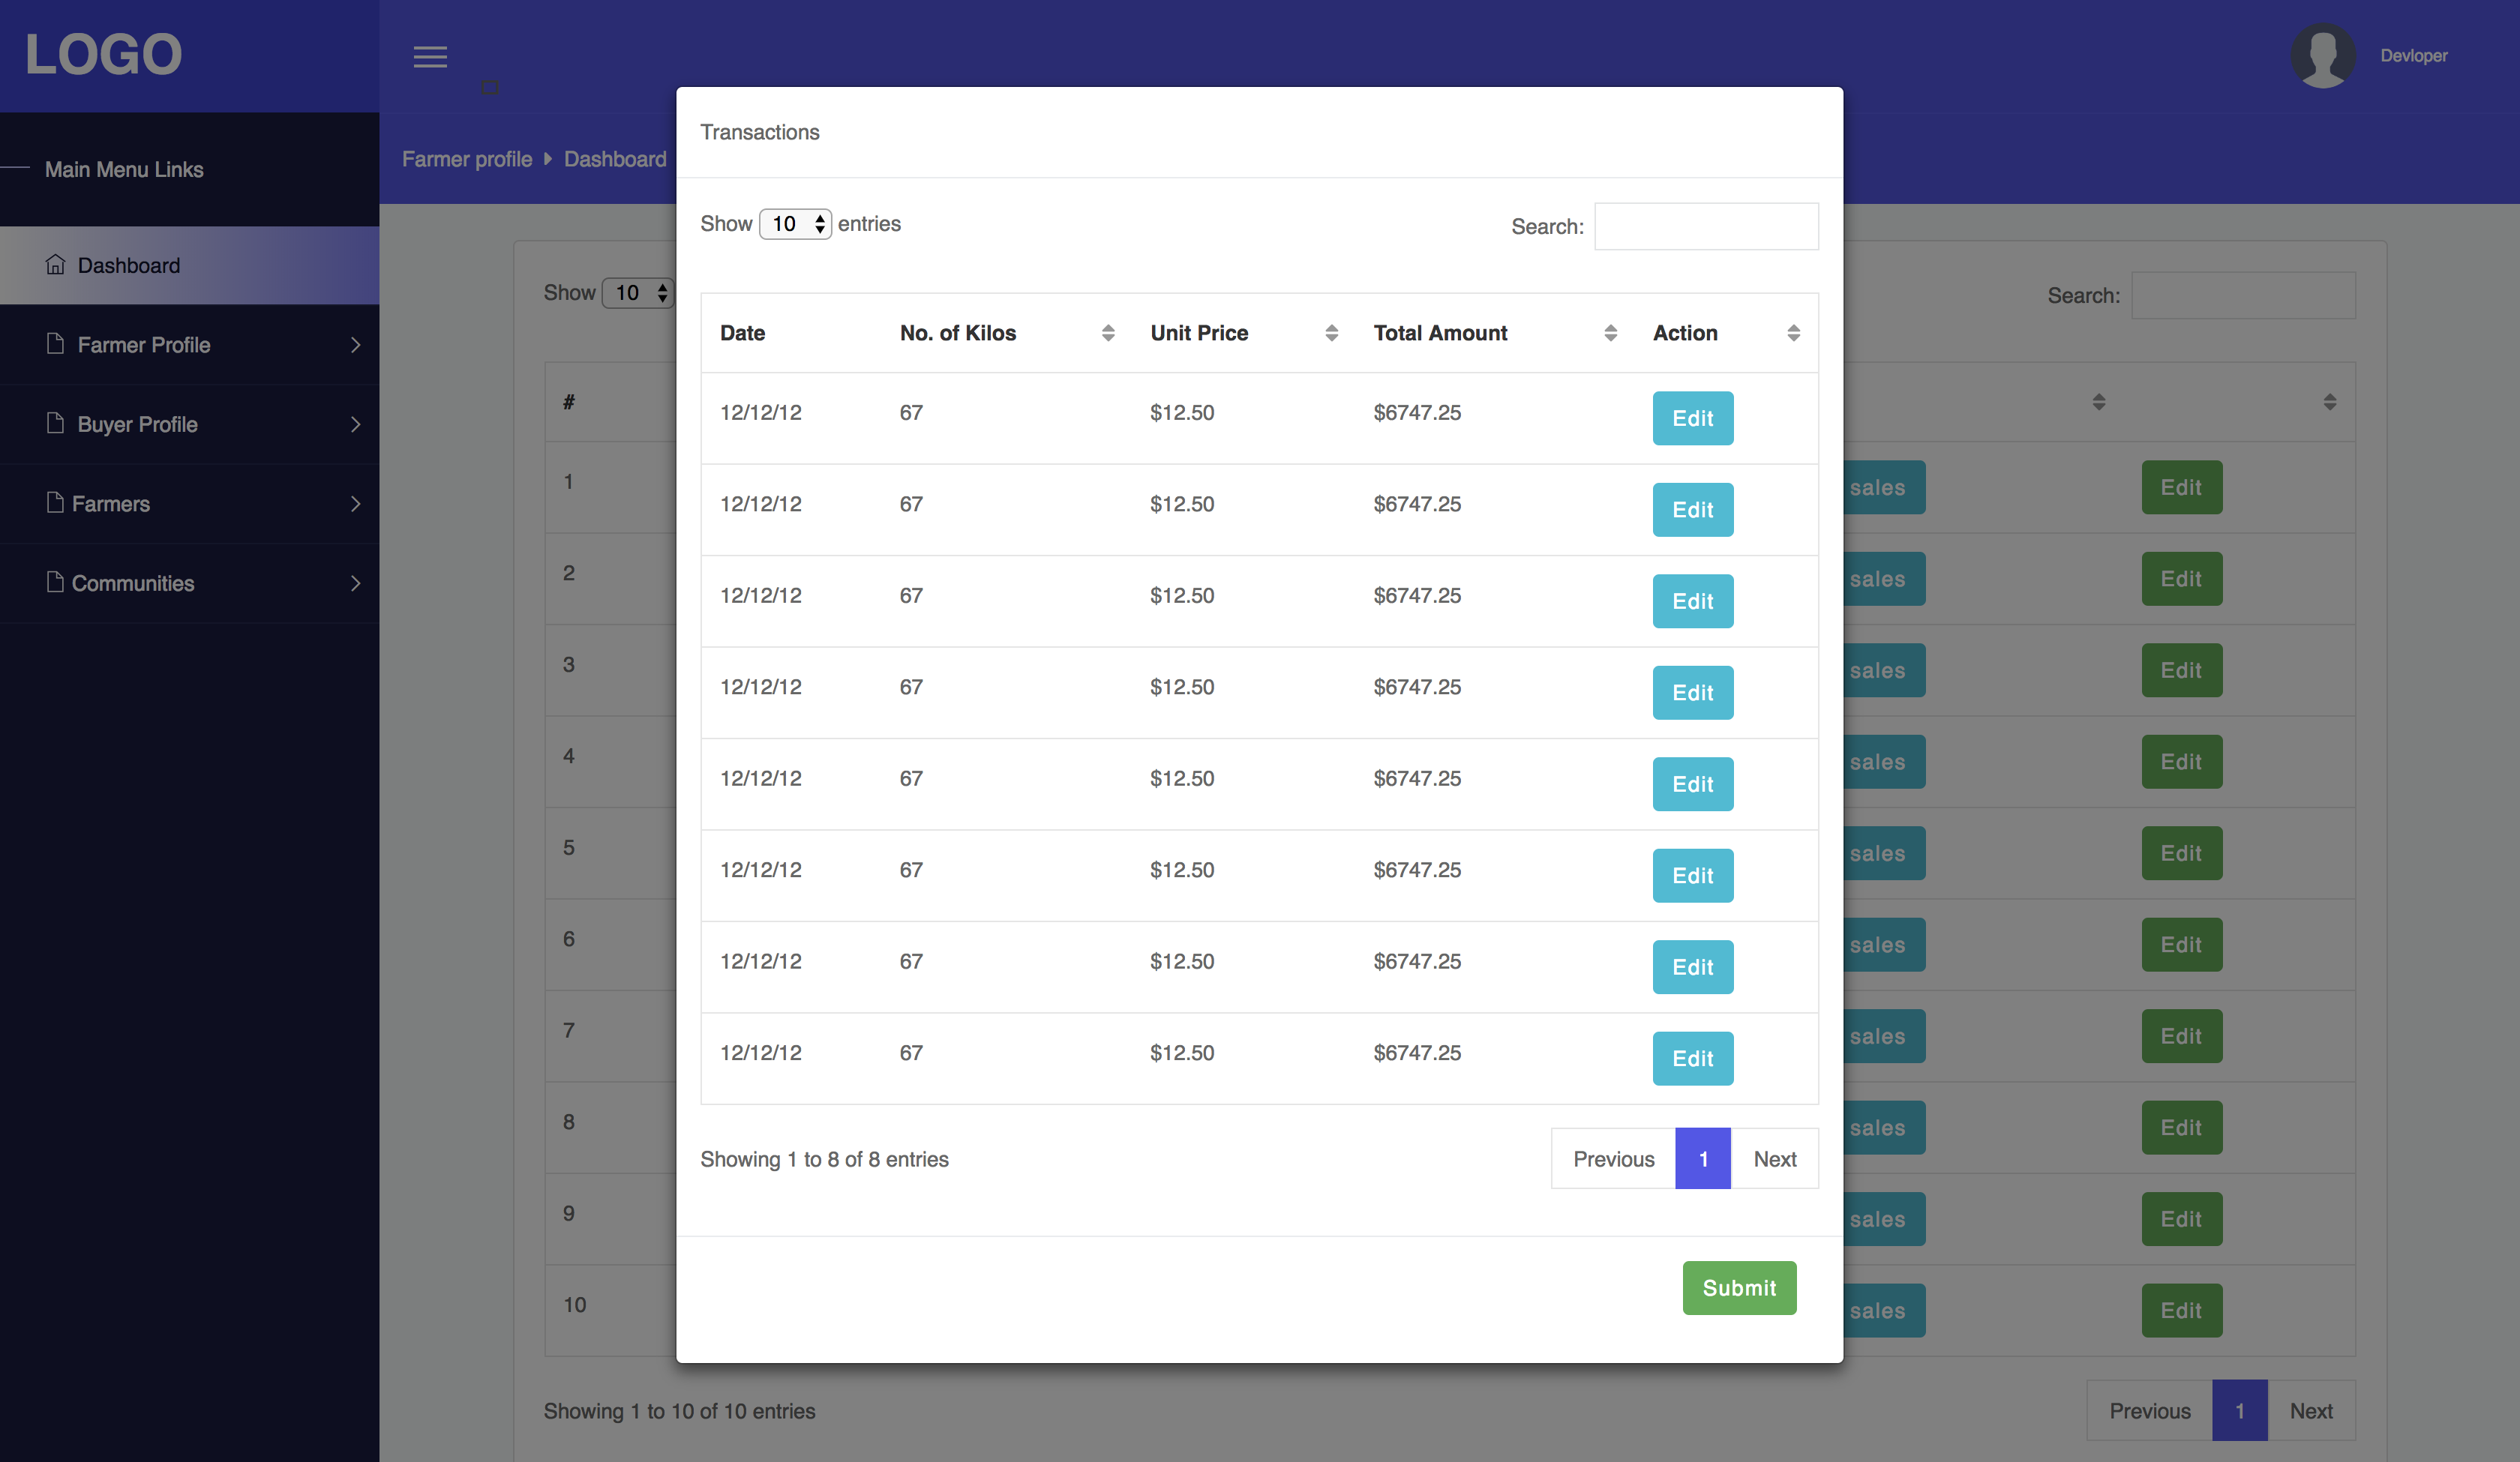 LOGO
Devloper
Main Menu Links
Farmer profile Dashboard
Dashboard
Farmer Profile
Buyer Profile
Farmers
Communities
Transactions
Show 10 entries Search:
Date No. of Kilos Unit Price Total Amount Action
12/12/12 67 $12.50 $6747.25 Edit
12/12/12 67 $12.50 $6747.25 Edit
12/12/12 67 $12.50 $6747.25 Edit
12/12/12 67 $12.50 $6747.25 Edit
12/12/12 67 $12.50 $6747.25 Edit
12/12/12 67 $12.50 $6747.25 Edit
12/12/12 67 $12.50 $6747.25 Edit
12/12/12 67 $12.50 $6747.25 Edit
Showing 1 to 8 of 8 entries Previous 1 Next
Submit
Show 10 Search:
#
1 sales Edit
2 sales Edit
3 sales Edit
4 sales Edit
5 sales Edit
6 sales Edit
7 sales Edit
8 sales Edit
9 sales Edit
10 sales Edit
Showing 1 to 10 of 10 entries Previous 1 Next